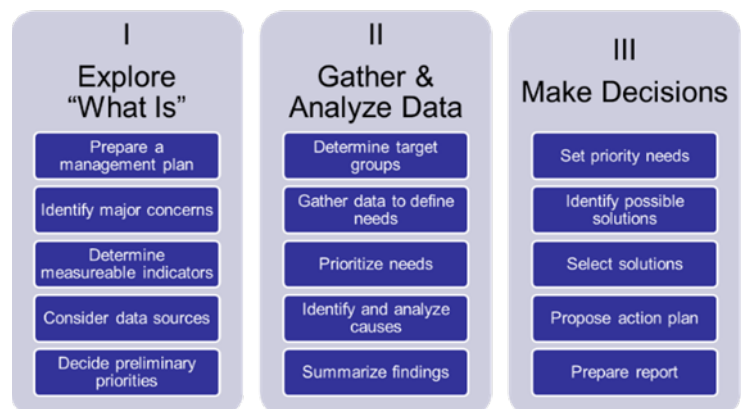 I
Explore
“What Is”
Prepare a
management plan
Identify major concerns
Determine
measureable indicators
Consider data sources
Decide preliminary
priorities
II
Gather &
Analyze Data
Determine target
groups
Gather data to define
needs
Prioritize needs
Identify and analyze
causes
Summarize findings
III
Make Decisions
Set priority needs
Identify possible
solutions
Select solutions
Propose action plan
Prepare report